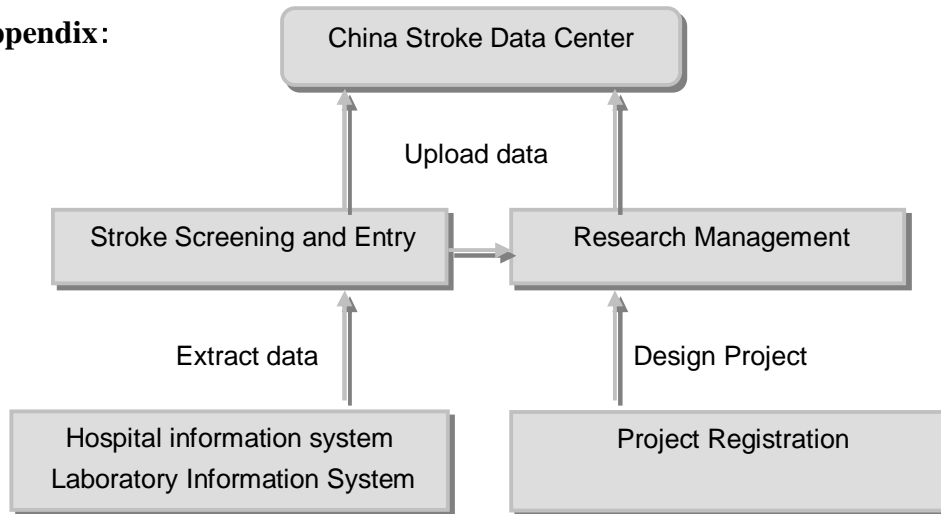 ppendix:
China Stroke Data Center
Upload data
Stroke Screening and Entry
Research Management
Extract data
Design Project
Hospital information system
Laboratory Information System
Project Registration